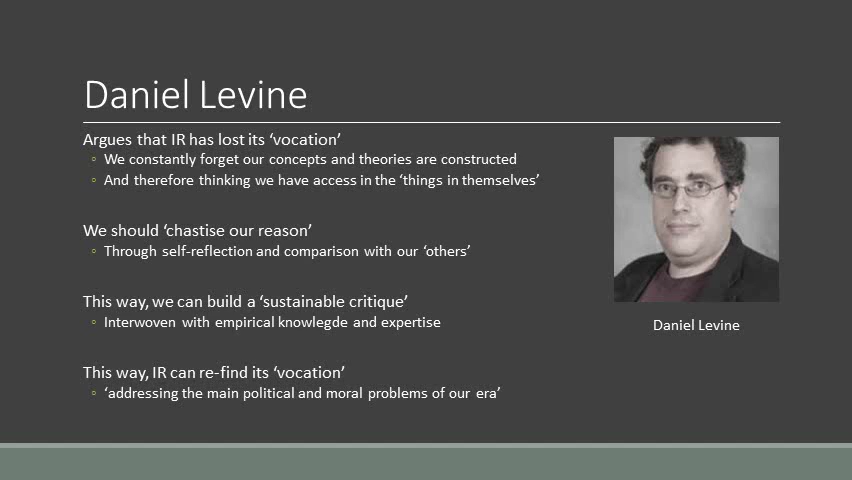 Daniel Levine
Argues that IR has lost its ‘vocation’
◦ We constantly forget our concepts and theories are constructed
◦ And therefore thinking we have access in the ‘things in themselves’
We should ‘chastise our reason’
◦ Through self-reflection and comparison with our ‘others’
This way, we can build a ‘sustainable critique’
◦ Interwoven with empirical knowlegde and expertise
This way, IR can re-find its ‘vocation’
◦ ‘addressing the main political and moral problems of our era’
Daniel Levine